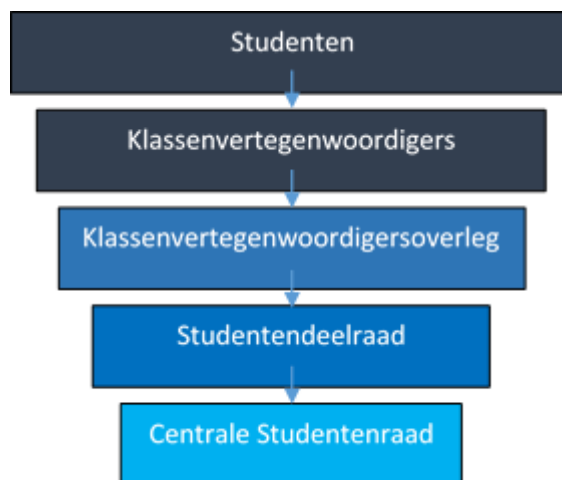 Studenten
Klassenvertegenwoordigers
Klassenvertegenwoordigersoverleg
Studentendeelraad
Centrale Studentenraad